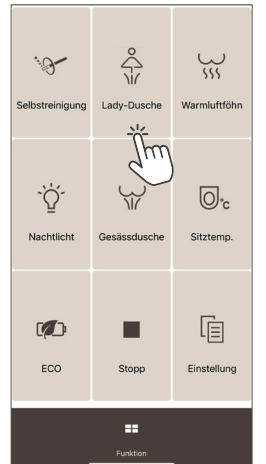 Selbstreinigung
Lady-Dusche
Warmluftföhn
Nachtlicht
Gesässdusche
Sitztemp.
°C
ECO
Stopp
Einstellung
Funktion